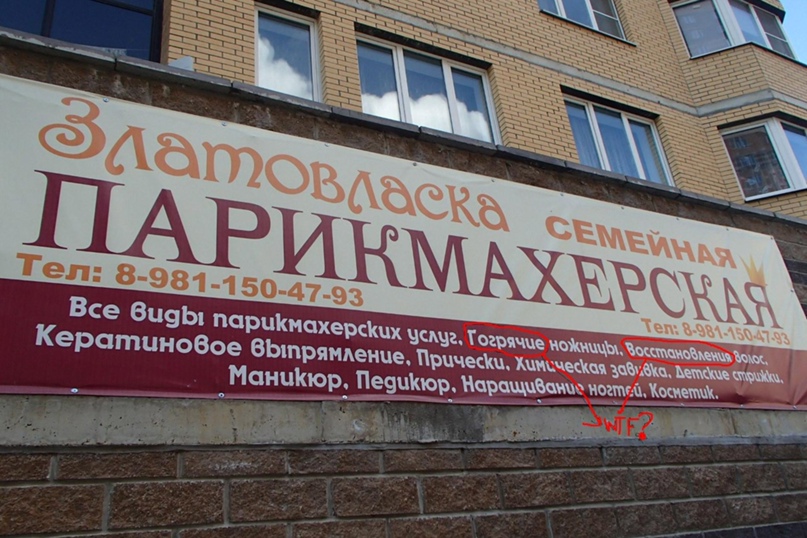 Златовласка
СЕМЕЙНАЯ
ПАРИКМАХЕРСКАЯ
Тел: 8-981-150-47-93
Тел: 8-981-150-47-93
Все виды парикмахерских услуг, Гогрячие ножницы, Восстановления волос,
Кератиновое выпрямление, Прически, Химическая завивка, Детские стрижки,
Маникюр, Педикюр, Наращивание ногтей, Косметик.
WTF?